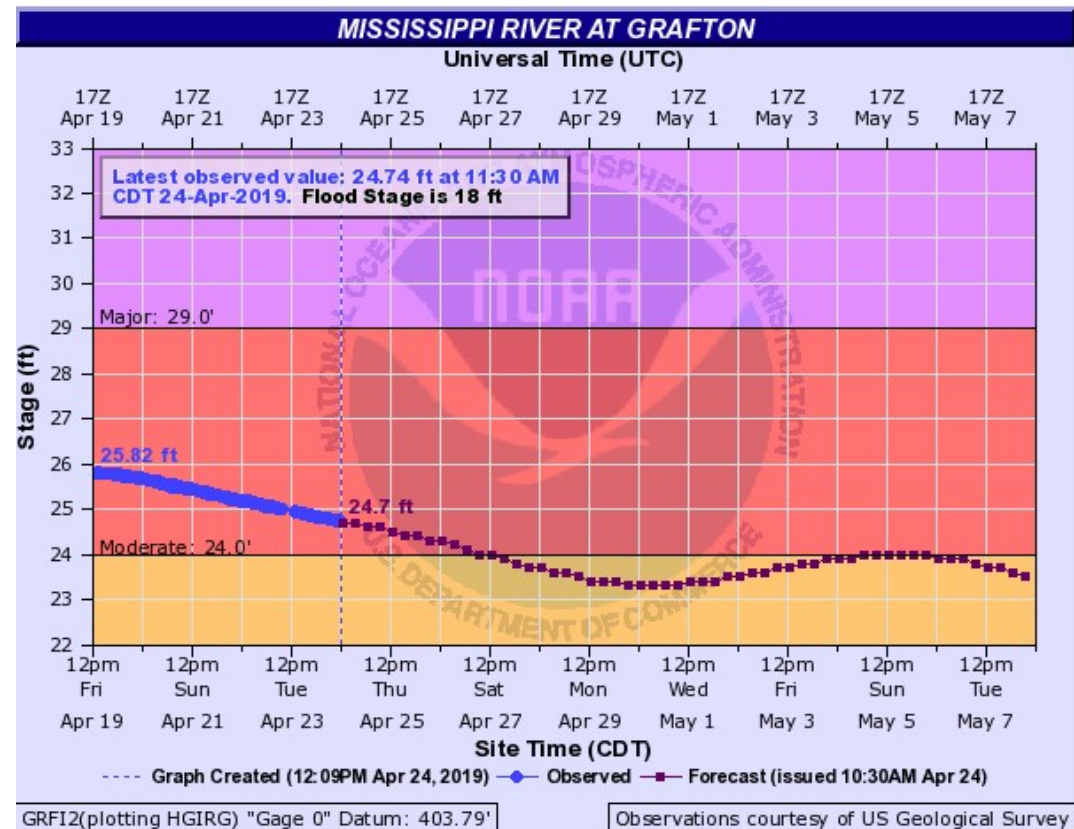 MISSISSIPPI RIVER AT GRAFTON
Universal Time (UTC)
17Z 17Z 17Z 17Z 17Z 17Z 17Z 17Z 17Z 17Z
Apr 19 Apr 21 Apr 23 Apr 25 Apr 27 Apr 29 May 1 May 3 May 5 May 7
33
Latest observed value: 24.74 ft at 11:30 AM
CDT 24-Apr-2019. Flood Stage is 18 ft
32
31
30
Major: 29.0'
29
28
27
26
25.82 ft
25
24.7 ft
Moderate: 24.0'
24
23
22
Stage (ft)
NATIONAL OCEANIC AND ATMOSPHERIC ADMINISTRATION
NOAA
U.S. DEPARTMENT OF COMMERCE
12pm 12pm 12pm 12pm 12pm 12pm 12pm 12pm 12pm 12pm
Fri Sun Tue Thu Sat Mon Wed Fri Sun Tue
Apr 19 Apr 21 Apr 23 Apr 25 Apr 27 Apr 29 May 1 May 3 May 5 May 7
Site Time (CDT)
Graph Created (12:09PM Apr 24, 2019) Observed Forecast (issued 10:30AM Apr 24)
GRFI2(plotting HGIRG) "Gage 0" Datum: 403.79'
Observations courtesy of US Geological Survey